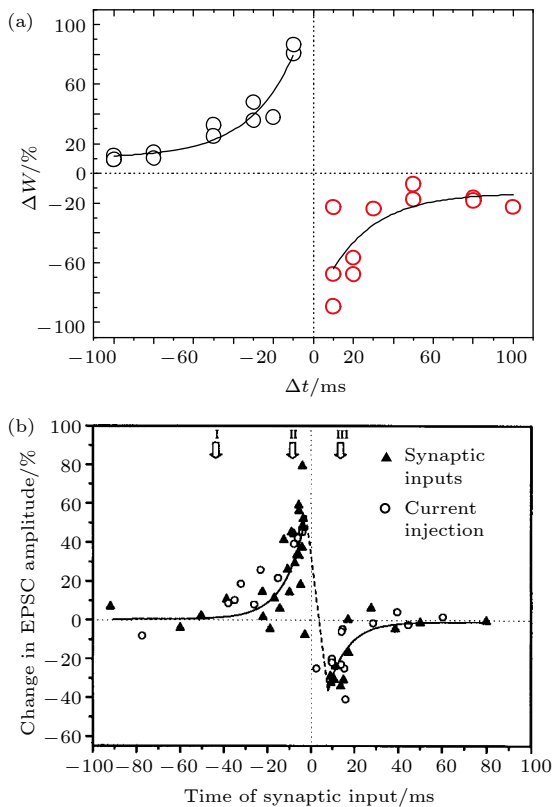 (a)
100
60
20
0
−20
−60
−100
ΔW/%
−100
−60
−20
0
20
60
100
Δt/ms
(b)
100
80
60
40
20
0
−20
−40
−60
Change in EPSC amplitude/%
I
II
III
Synaptic
inputs
Current
injection
−100
−80
−60
−40
−20
0
20
40
60
80
100
Time of synaptic input/ms